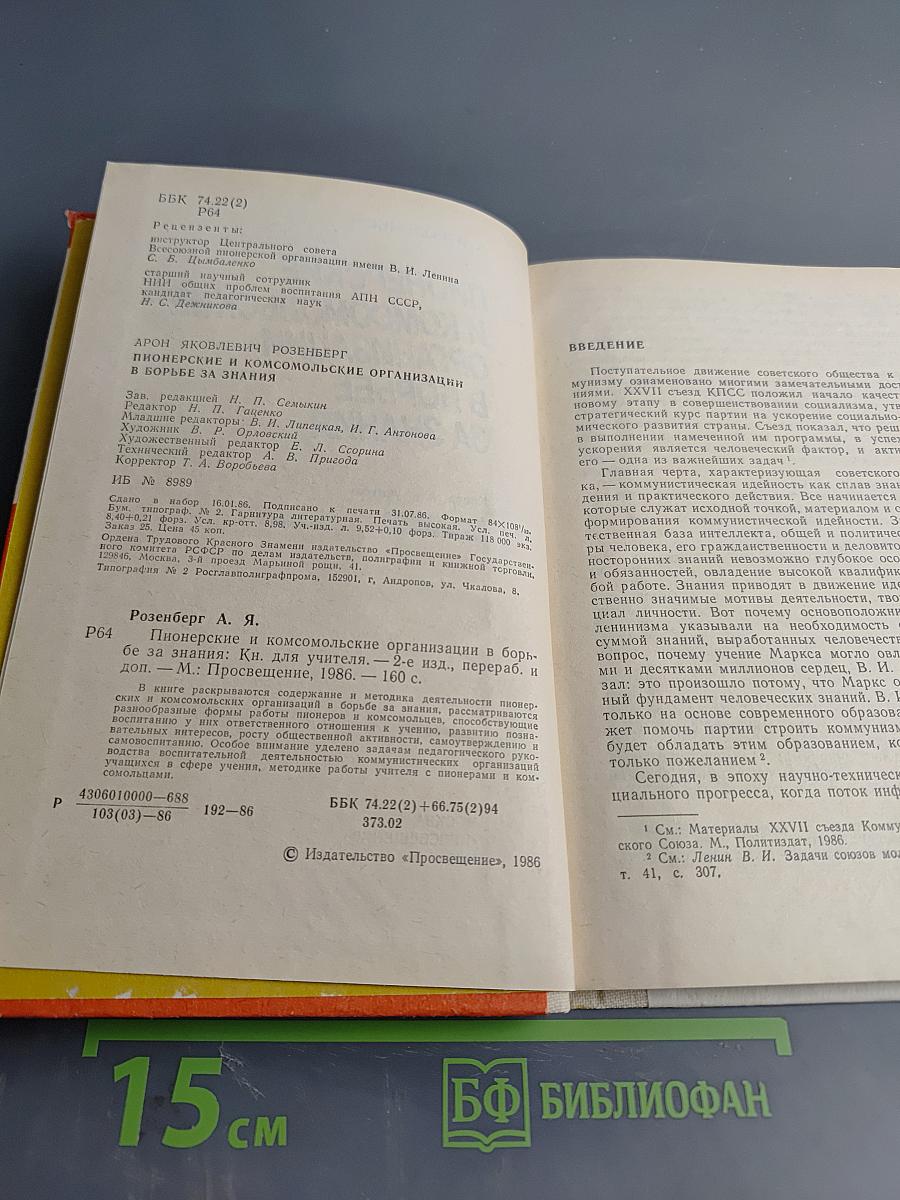 ББК 74.22(2)
Р64
Рецензенты:
инструктор Центрального совета
Всесоюзной пионерской организации имени В. И. Ленина
С. Б. Цымбаленко
старший научный сотрудник
НИИ общих проблем воспитания АПН СССР,
кандидат педагогических наук
Н. С. Дежникова
АРОН ЯКОВЛЕВИЧ РОЗЕНБЕРГ
ПИОНЕРСКИЕ И КОМСОМОЛЬСКИЕ ОРГАНИЗАЦИИ
В БОРЬБЕ ЗА ЗНАНИЯ
Зав. редакцией Н. П. Семыкин
Редактор Н. П. Гаценко
Младшие редакторы: В. И. Липецкая, И. Г. Антонова
Художник В. Р. Орловский
Художественный редактор Е. Л. Ссорина
Технический редактор А. В. Пригода
Корректор Т. А. Воробьева
ИБ № 8989
Сдано в набор 16.01.86. Подписано к печати 31.07.86. Формат 84×108¹/₃₂.
Бум. типограф. № 2. Гарнитура литературная. Печать высокая. Усл. печ. л.
8,40+0,21 форз. Усл. кр-отт. 8,98. Уч.-изд. л. 9,52+0,10 форз. Тираж 118 000 экз.
Заказ 25. Цена 45 коп.
Ордена Трудового Красного Знамени издательство «Просвещение» Государствен-
ного комитета РСФСР по делам издательств, полиграфии и книжной торговли.
129846, Москва, 3-й проезд Марьиной рощи, 41.
Типография № 2 Росглавполиграфпрома, 152901, г. Андропов, ул. Чкалова, 8.
Розенберг А. Я.
Р64 Пионерские и комсомольские организации в борь-
бе за знания: Кн. для учителя. — 2-е изд., перераб. и
доп. — М.: Просвещение, 1986. — 160 с.
В книге раскрываются содержание и методика деятельности пионер-
ских и комсомольских организаций в борьбе за знания, рассматриваются
разнообразные формы работы пионеров и комсомольцев, способствующие
воспитанию у них ответственного отношения к учению, развитию позна-
вательных интересов, росту общественной активности, самоутверждению и
самовоспитанию. Особое внимание уделено задачам педагогического руко-
водства воспитательной деятельностью коммунистических организаций
учащихся в сфере учения, методике работы учителя с пионерами и ком-
сомольцами.
Р 4306010000—688
103(03)—86 192—86
ББК 74.22(2)+66.75(2)94
373.02
© Издательство «Просвещение», 1986
ВВЕДЕНИЕ
Поступательное движение советского общества к
мунизму ознаменовано многими замечательными дост
ниями. XXVII съезд КПСС положил начало качест
новому этапу в совершенствовании социализма, утв
стратегический курс партии на ускорение социально-
мического развития страны. Съезд показал, что реш
в выполнении намеченной им программы, в успех
ускорения является человеческий фактор, и акти
его — одна из важнейших задач¹.
Главная черта, характеризующая советского
ка, — коммунистическая идейность как сплав знан
дения и практического действия. Все начинается
которые служат исходной точкой, материалом и с
формирования коммунистической идейности. З
тественная база интеллекта, общей и политичес
ры человека, его гражданственности и деловито
носторонних знаний невозможно глубокое осо
и обязанностей, овладение высокой квалифик
бой работе. Знания приводят в движение иде
ственно значимые мотивы деятельности, тво
циал личности. Вот почему основоположни
ленинизма указывали на необходимость
суммой знаний, выработанных человечеств
вопрос, почему учение Маркса могло овл
ми и десятками миллионов сердец, В. И.
зал: это произошло потому, что Маркс о
ный фундамент человеческих знаний. В. И
только на основе современного образова
жет помочь партии строить коммунизм
будет обладать этим образованием, ко
только пожеланием².
Сегодня, в эпоху научно-техническ
циального прогресса, когда поток инф
¹ См.: Материалы XXVII съезда Комму
ского Союза. М., Политиздат, 1986.
² См.: Ленин В. И. Задачи союзов мол
т. 41, с. 307.
15 см
БФ БИБЛИОФАН